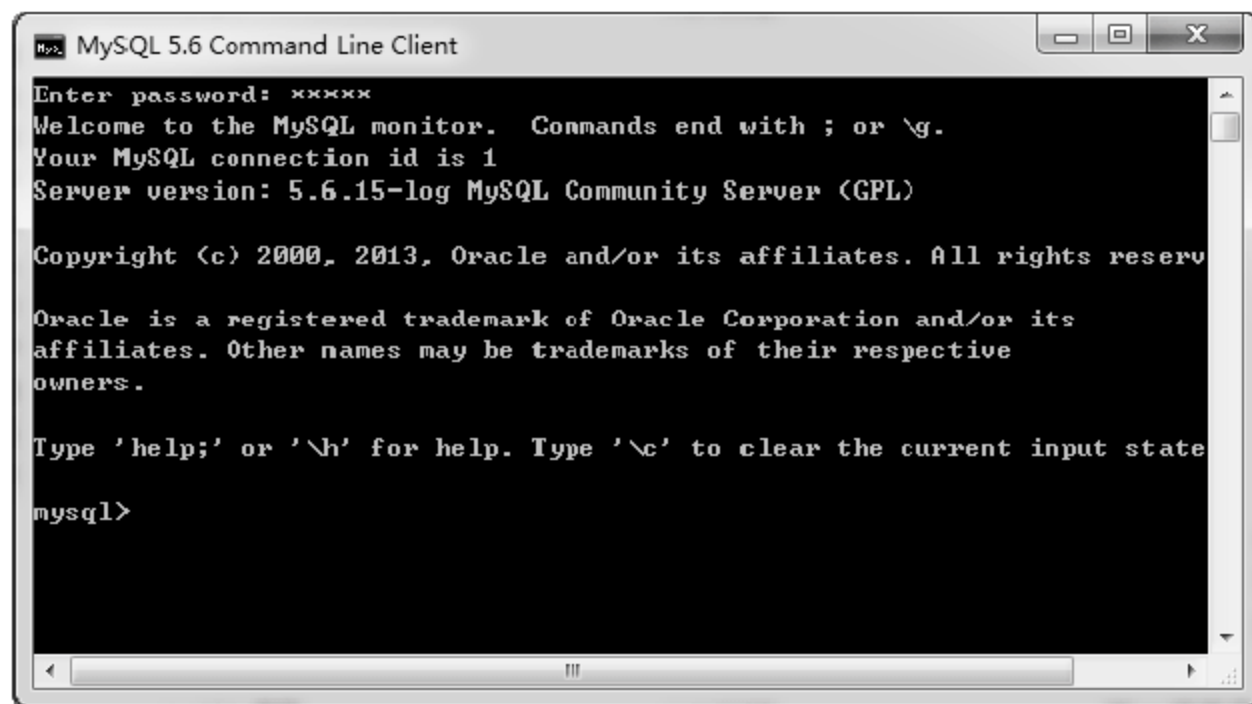 MySQL 5.6 Command Line Client
Enter password: *****
Welcome to the MySQL monitor.  Commands end with ; or \g.
Your MySQL connection id is 1
Server version: 5.6.15-log MySQL Community Server (GPL)
Copyright (c) 2000, 2013, Oracle and/or its affiliates. All rights reserv
Oracle is a registered trademark of Oracle Corporation and/or its
affiliates. Other names may be trademarks of their respective
owners.
Type 'help;' or '\h' for help. Type '\c' to clear the current input state
mysql>